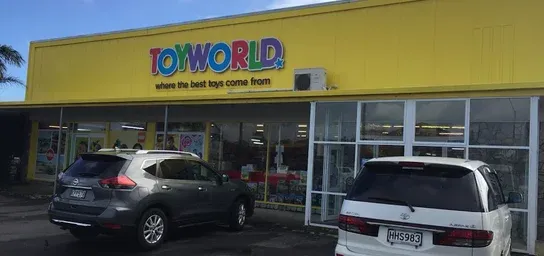 TOYWORLD
where the best toys come from
HHS983